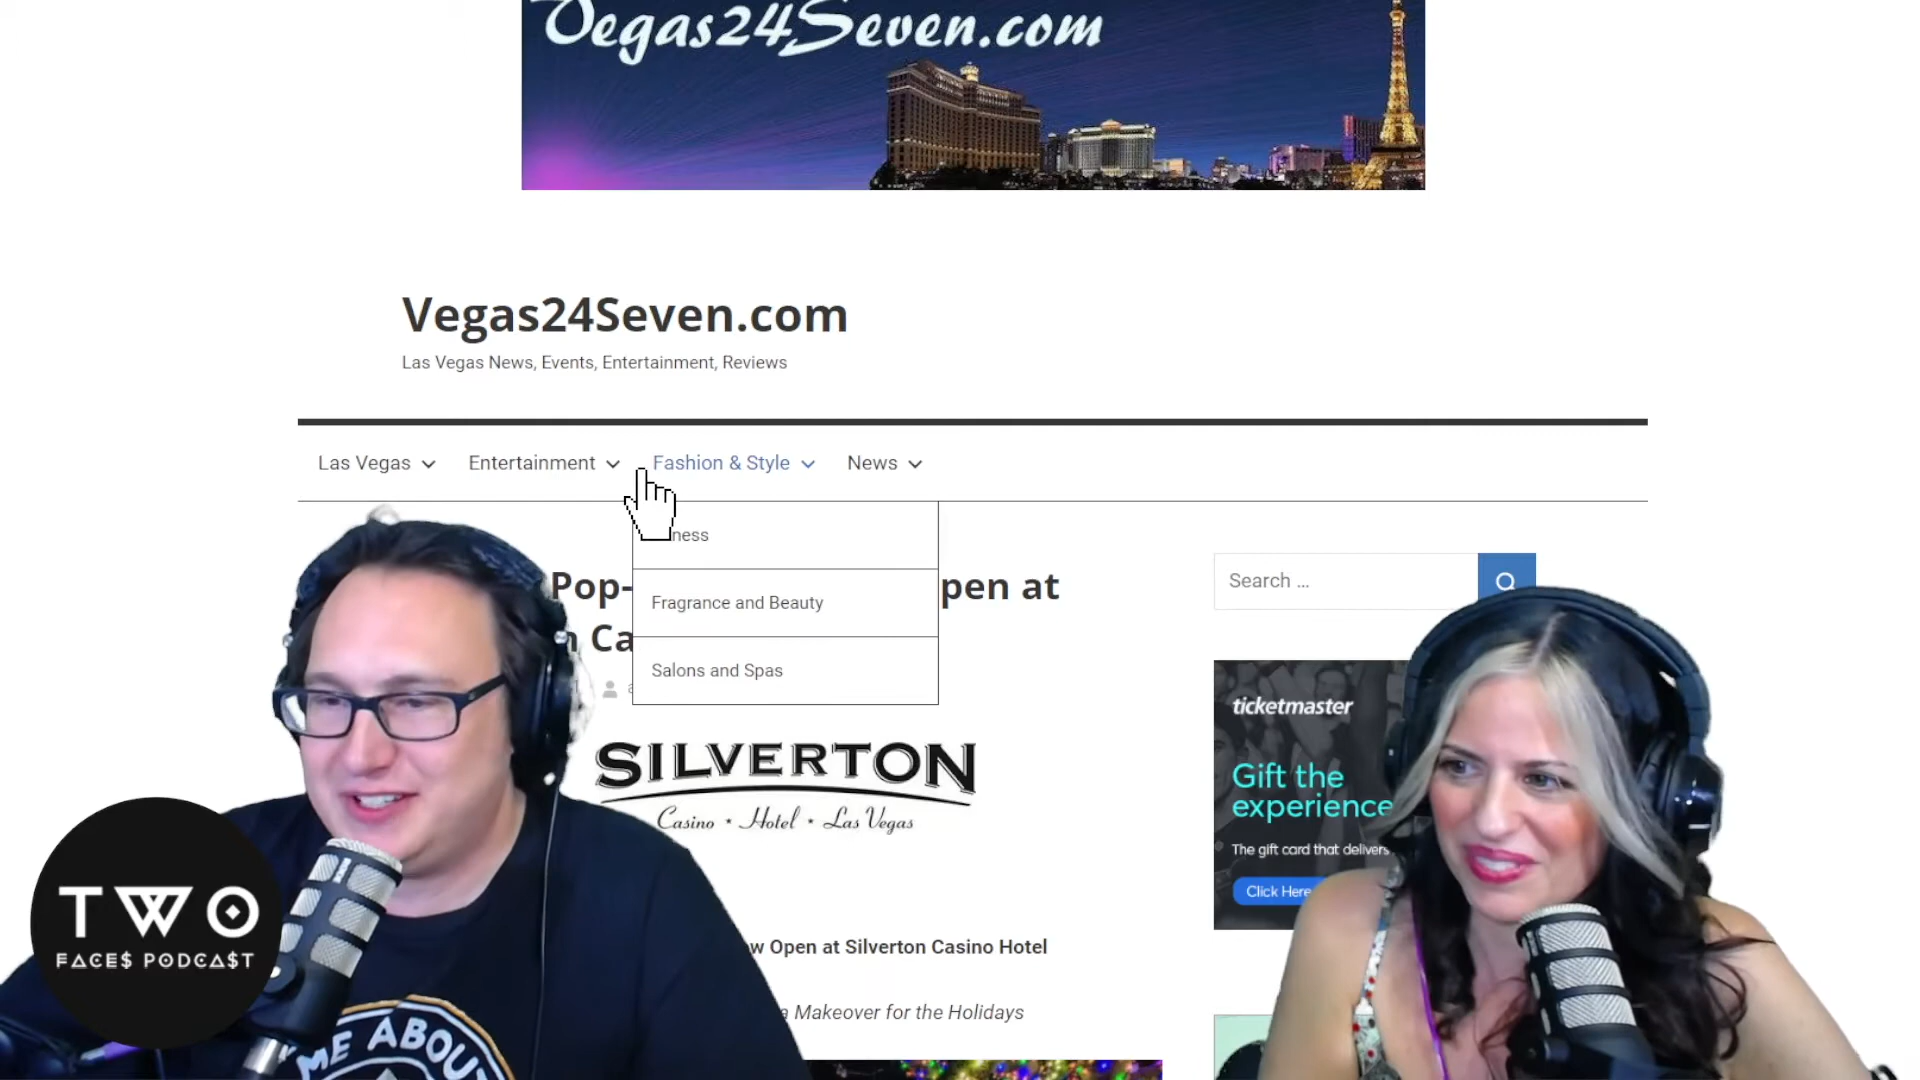 Vegas24Seven.com
Vegas24Seven.com
Las Vegas News, Events, Entertainment, Reviews
Las Vegas
Entertainment
Fashion & Style
News
ness
Fragrance and Beauty
Salons and Spas
Pop-
pen at
Ca
Search ...
SILVERTON
Casino • Hotel • Las Vegas
ticketmaster
Gift the
experience
The gift card that delivers
Click Here
w Open at Silverton Casino Hotel
a Makeover for the Holidays
TWO
FACE$ PODCA$T
ME ABOU